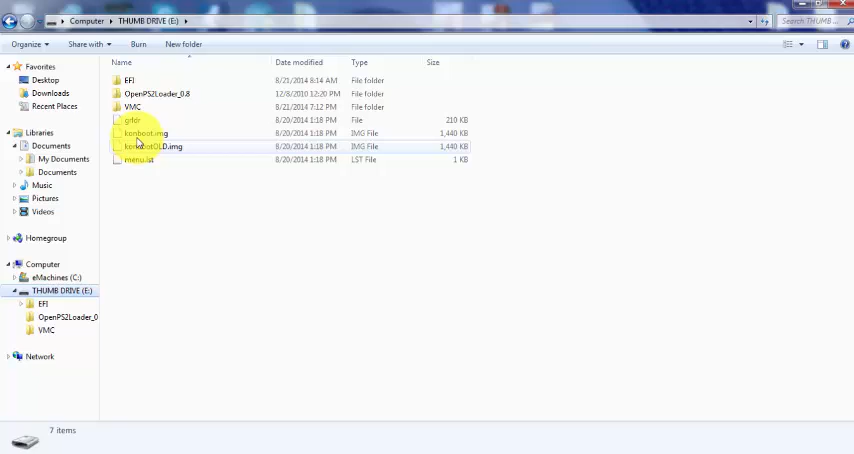 Computer ▸ THUMB DRIVE (E:) ▸
Search THUMB ...
Organize Share with Burn New folder
Name Date modified Type Size
Favorites
Desktop
Downloads
Recent Places
Libraries
Documents
My Documents
Documents
Music
Pictures
Videos
Homegroup
Computer
eMachines (C:)
THUMB DRIVE (E:)
EFI
OpenPS2Loader_0
VMC
Network
EFI 8/21/2014 8:14 AM File folder
OpenPS2Loader_0.8 12/8/2010 12:20 PM File folder
VMC 8/21/2014 7:12 PM File folder
grldr 8/20/2014 1:18 PM File 210 KB
konboot.img 8/20/2014 1:18 PM IMG File 1,440 KB
konbootOLD.img 8/20/2014 1:18 PM IMG File 1,440 KB
menu.lst 8/20/2014 1:18 PM LST File 1 KB
7 items